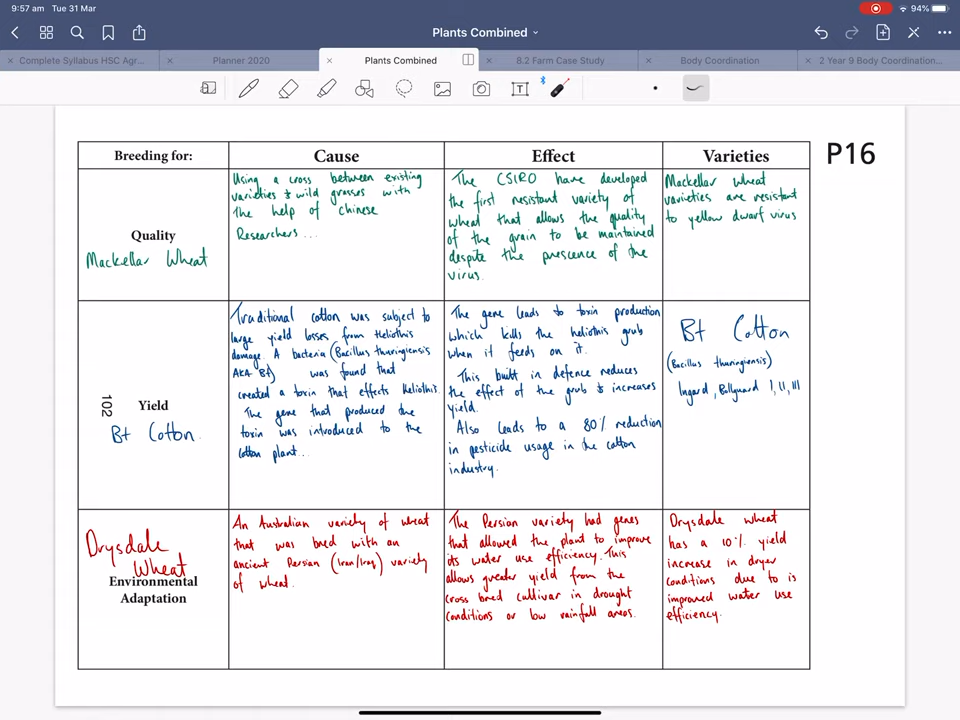 9:57 am Tue 31 Mar
94%
Plants Combined
Complete Syllabus HSC Agr...
Planner 2020
Plants Combined
8.2 Farm Case Study
Body Coordination
2 Year 9 Body Coordination...
P16
Breeding for:
Cause
Effect
Varieties
Quality
Mackellar Wheat
Using a cross between existing
varieties & wild grasses with
the help of chinese
Researchers...
The CSIRO have developed
the first resistant variety of
wheat that allows the quality
of the grain to be maintained
despite the prescence of the
virus.
Mackellar wheat
varieties are resistant
to yellow dwarf virus
102
Yield
Bt Cotton.
Traditional cotton was subject to
large yield losses from Heliothis
damage. A bacteria (Bacillus thuringiensis
AKA Bt) was found that
created a toxin that effects Heliothis.
The gene that produced the
toxin was introduced to the
cotton plant...
The gene leads to toxin production
which kills the heliothis grub
when it feeds on it.
This built in defence reduces
the effect of the grub & increases
yield.
Also leads to a 80% reduction
in pesticide usage in the cotton
industry.
Bt Cotton
(Bacillus thuringiensis)
Ingard, Bollguard I, II, III
Drysdale
Wheat
Environmental
Adaptation
An Australian variety of wheat
that was bred with an
ancient Persian (Iran/Iraq) variety
of wheat.
The Persian variety had genes
that allowed the plant to improve
its water use efficiency. This
allows greater yield from the
cross bred cultivar in drought
conditions or low rainfall areas.
Drysdale wheat
has a 10% yield
increase in dryer
conditions due to is
improved water use
efficiency.